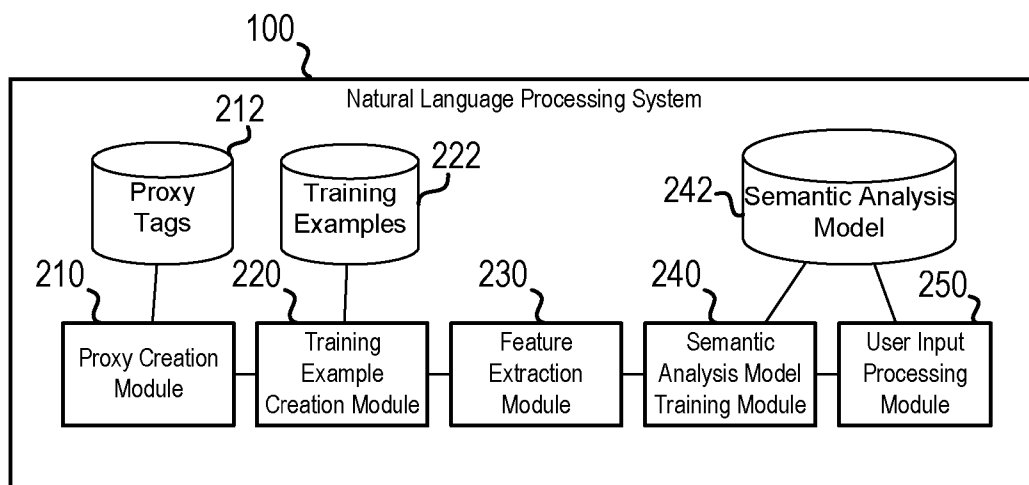 100
Natural Language Processing System
212
Proxy
Tags
222
Training
Examples
242
Semantic Analysis
Model
210
220
230
240
250
Proxy Creation
Module
Training
Example
Creation Module
Feature
Extraction
Module
Semantic
Analysis Model
Training Module
User Input
Processing
Module